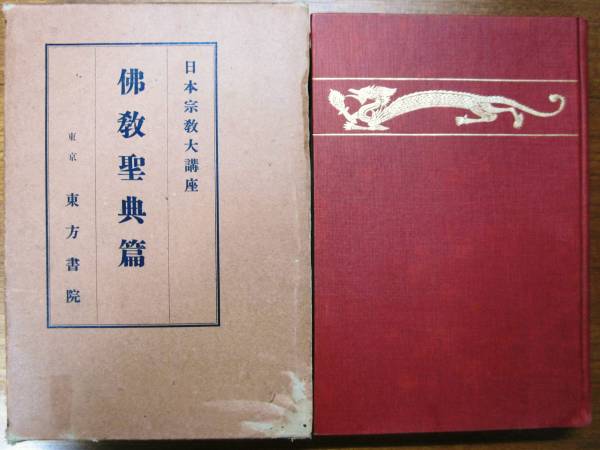 日本宗教大講座
佛教聖典篇
東京 東方書院